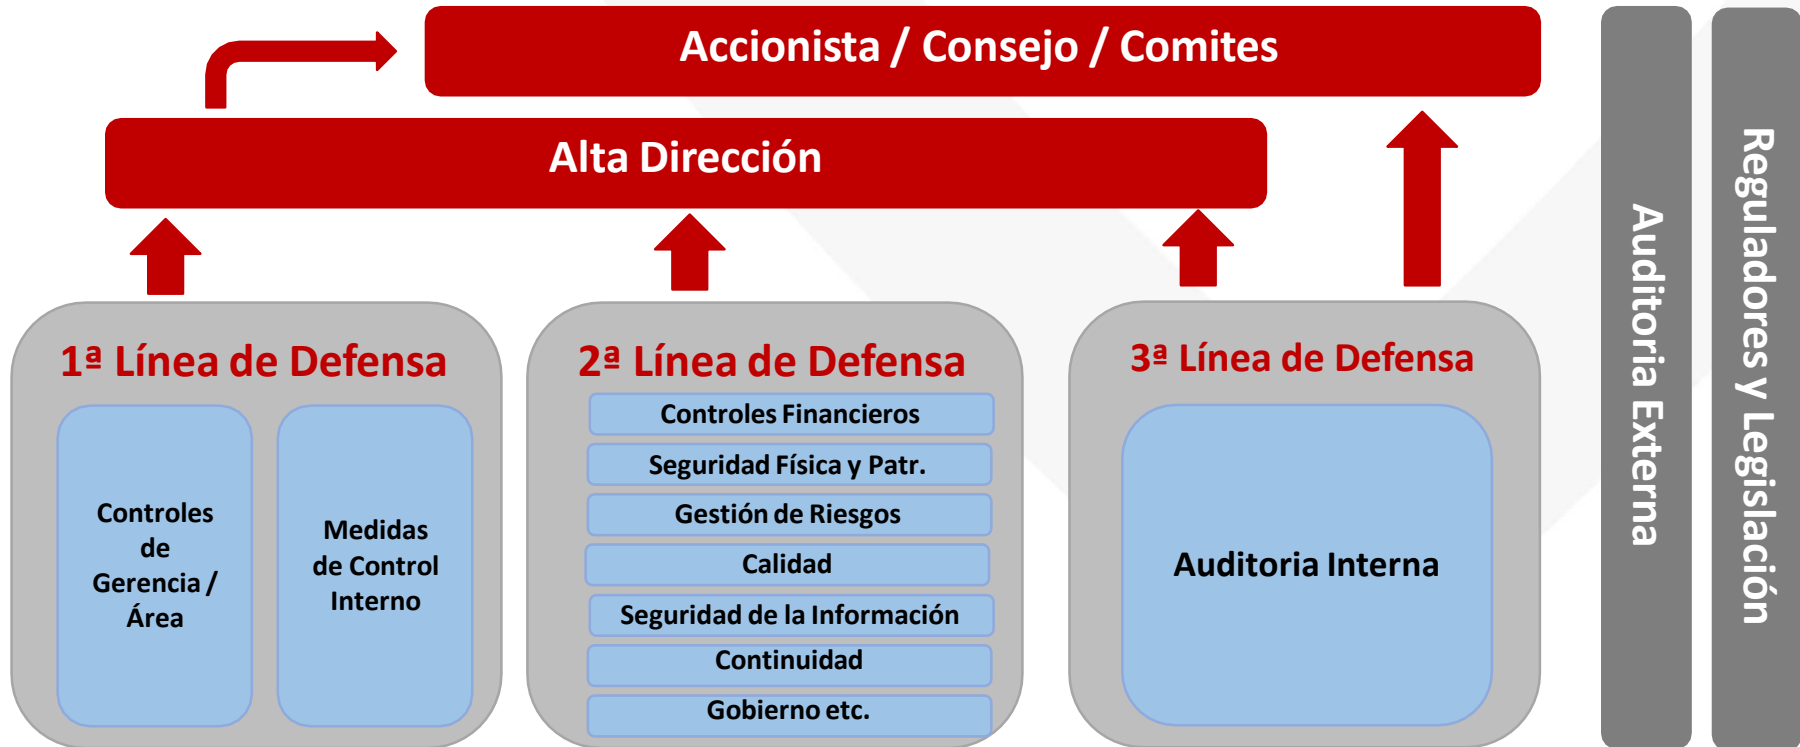 Accionista / Consejo / Comites
Alta Dirección
1ª Línea de Defensa
Controles
de
Gerencia /
Área
Medidas
de Control
Interno
2ª Línea de Defensa
Controles Financieros
Seguridad Física y Patr.
Gestión de Riesgos
Calidad
Seguridad de la Información
Continuidad
Gobierno etc.
3ª Línea de Defensa
Auditoria Interna
Auditoria Externa
Reguladores y Legislación